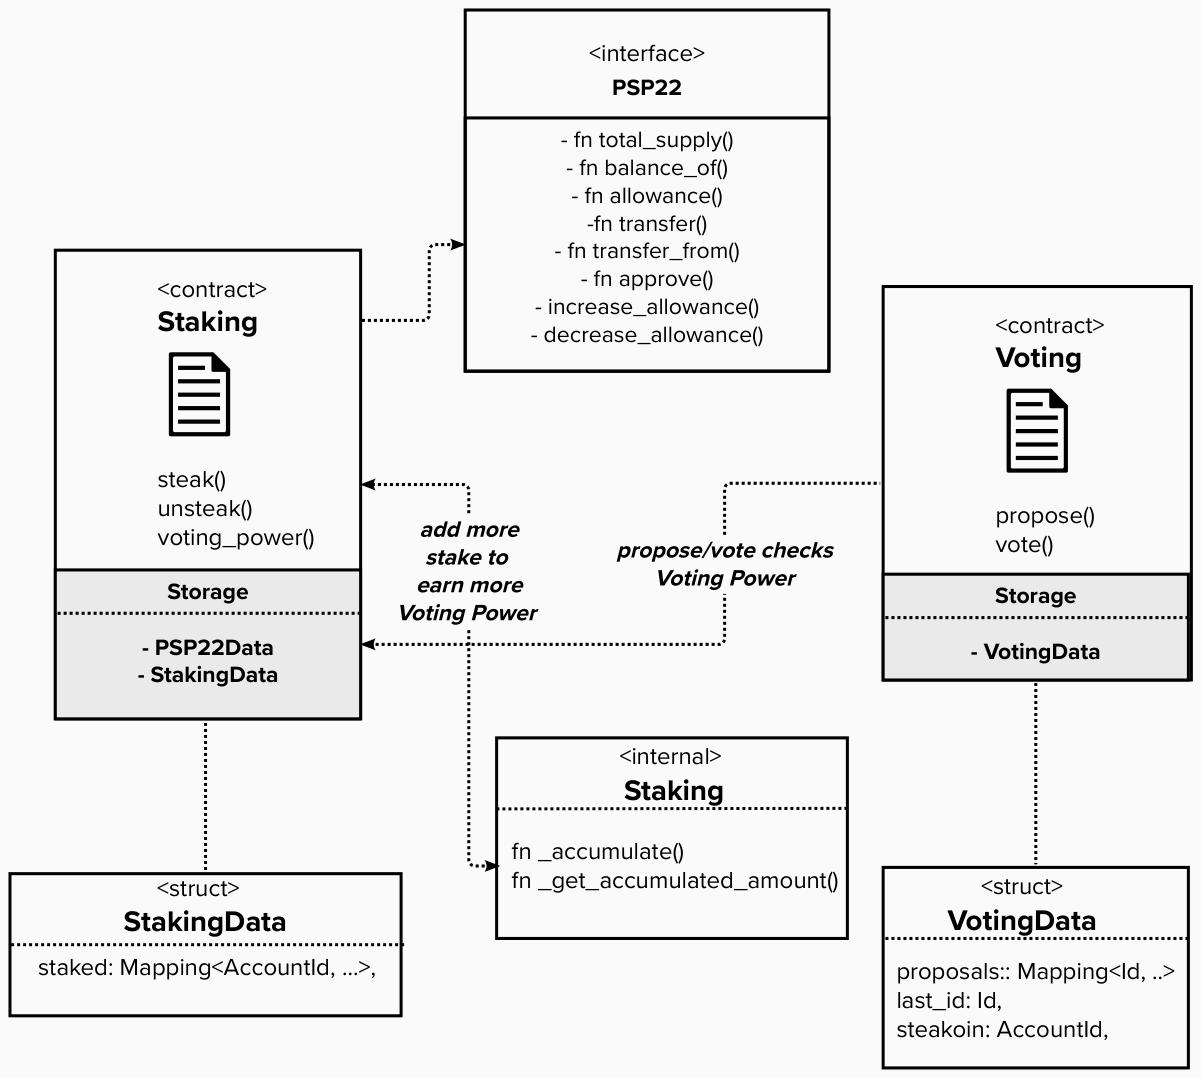 <interface>
PSP22
- fn total_supply()
- fn balance_of()
- fn allowance()
-fn transfer()
- fn transfer_from()
- fn approve()
- increase_allowance()
- decrease_allowance()
<contract>
Staking
steak()
unsteak()
voting_power()
Storage
- PSP22Data
- StakingData
add more
stake to
earn more
Voting Power
propose/vote checks
Voting Power
<contract>
Voting
propose()
vote()
Storage
- VotingData
<internal>
Staking
fn _accumulate()
fn _get_accumulated_amount()
<struct>
StakingData
staked: Mapping<AccountId, ...>,
<struct>
VotingData
proposals:: Mapping<Id, ..>
last_id: Id,
steakoin: AccountId,